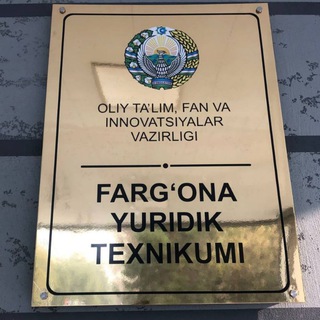 OLIY TA'LIM, FAN VA
INNOVATSIYALAR
VAZIRLIGI
FARG‘ONA
YURIDIK
TEXNIKUMI